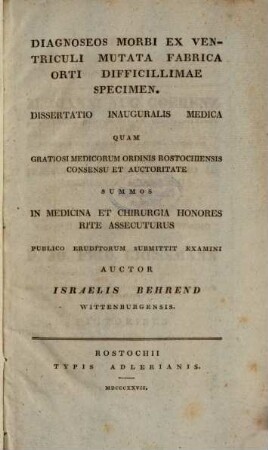 DIAGNOSEOS MORBI EX VEN-
TRICULI MUTATA FABRICA
ORTI DIFFICILLIMAE
SPECIMEN.
DISSERTATIO INAUGURALIS MEDICA
QUAM
GRATIOSI MEDICORUM ORDINIS ROSTOCHIENSIS
CONSENSU ET AUCTORITATE
SUMMOS
IN MEDICINA ET CHIRURGIA HONORES
RITE ASSECUTURUS
PUBLICO ERUDITORUM SUBMITTIT EXAMINI
AUCTOR
ISRAELIS BEHREND
WITTENBURGENSIS.
ROSTOCHII
TYPIS ADLERIANIS.
MDCCCXXVII.